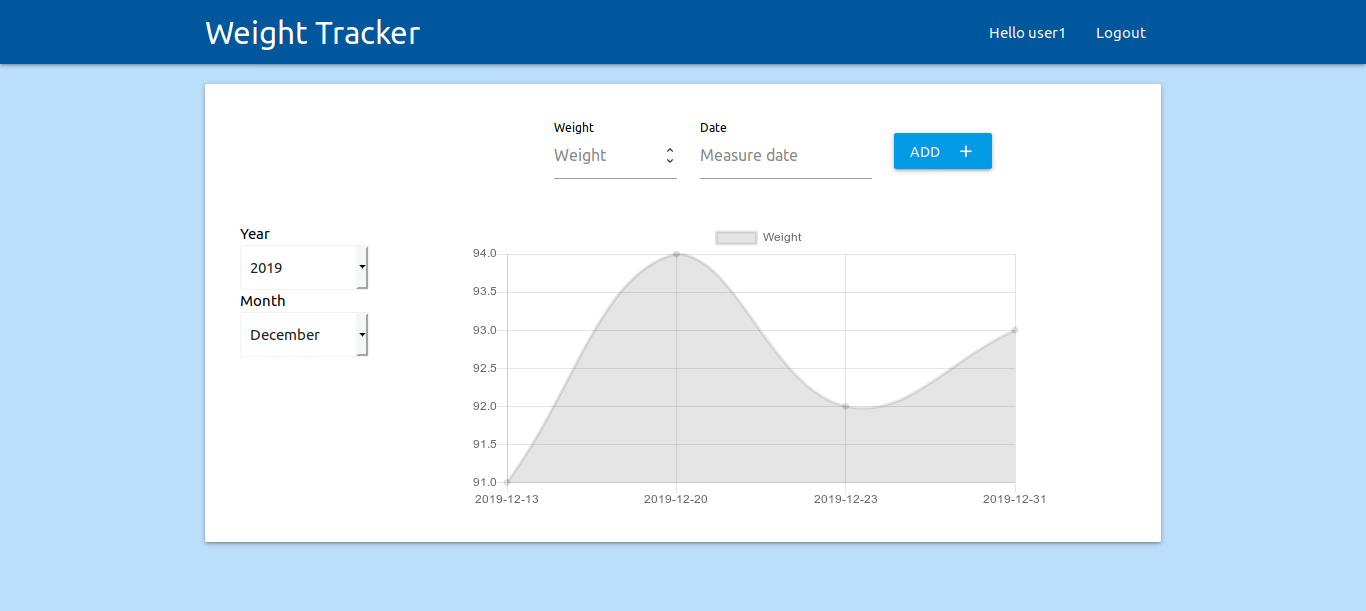 Weight Tracker
Hello user1 Logout
Weight Date
Weight Measure date ADD
Year
2019
Month
December
Weight
94.0
93.5
93.0
92.5
92.0
91.5
91.0
2019-12-13 2019-12-20 2019-12-23 2019-12-31